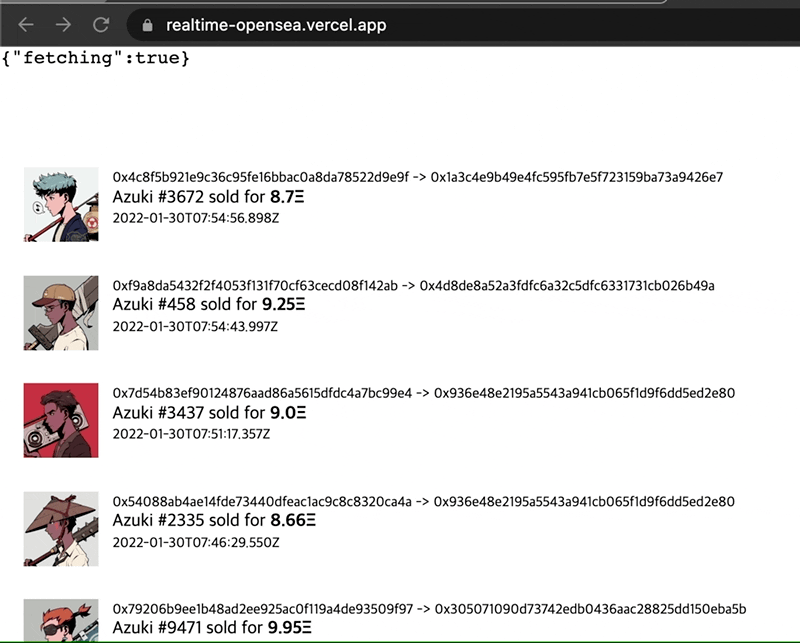 realtime-opensea.vercel.app
{"fetching":true}
0x4c8f5b921e9c36c95fe16bbac0a8da78522d9e9f -> 0x1a3c4e9b49e4fc595fb7e5f723159ba73a9426e7
Azuki #3672 sold for 8.7Ξ
2022-01-30T07:54:56.898Z
0xf9a8da5432f2f4053f131f70cf63cecd08f142ab -> 0x4d8de8a52a3fdfc6a32c5dfc6331731cb026b49a
Azuki #458 sold for 9.25Ξ
2022-01-30T07:54:43.997Z
0x7d54b83ef90124876aad86a5615dfdc4a7bc99e4 -> 0x936e48e2195a5543a941cb065f1d9f6dd5ed2e80
Azuki #3437 sold for 9.0Ξ
2022-01-30T07:51:17.357Z
0x54088ab4ae14fde73440dfeac1ac9c8c8320ca4a -> 0x936e48e2195a5543a941cb065f1d9f6dd5ed2e80
Azuki #2335 sold for 8.66Ξ
2022-01-30T07:46:29.550Z
0x79206b9ee1b48ad2ee925ac0f119a4de93509f97 -> 0x305071090d73742edb0436aac28825dd150eba5b
Azuki #9471 sold for 9.95Ξ